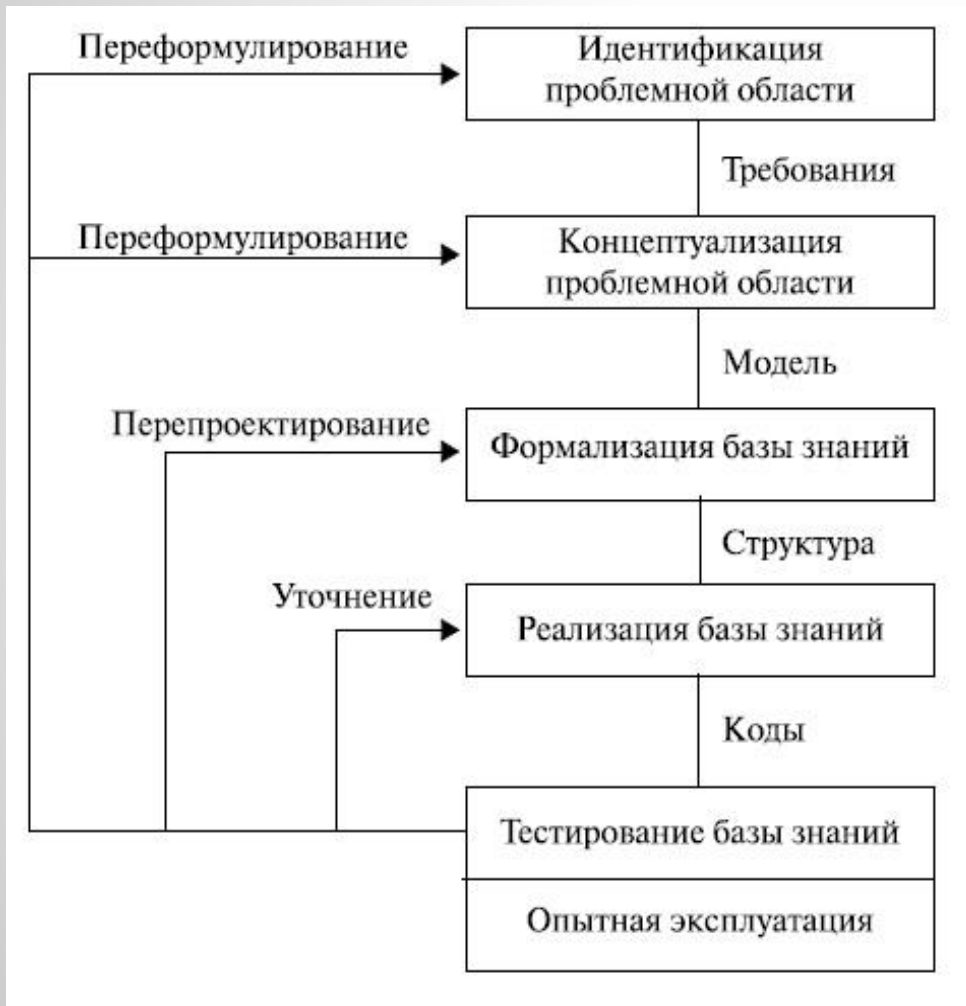 Переформулирование
Идентификация
проблемной области
Требования
Переформулирование
Концептуализация
проблемной области
Модель
Перепроектирование
Формализация базы знаний
Структура
Уточнение
Реализация базы знаний
Коды
Тестирование базы знаний
Опытная эксплуатация